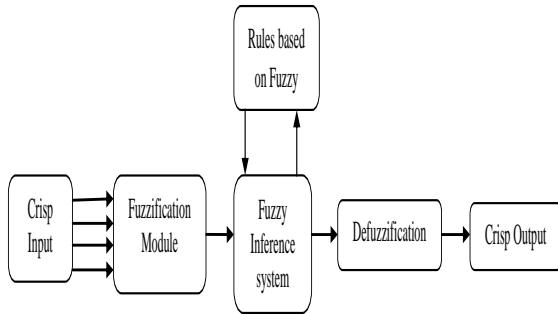 Rules based
on Fuzzy
Crisp
Input
Fuzzification
Module
Fuzzy
Inference
system
Defuzzification
Crisp Output